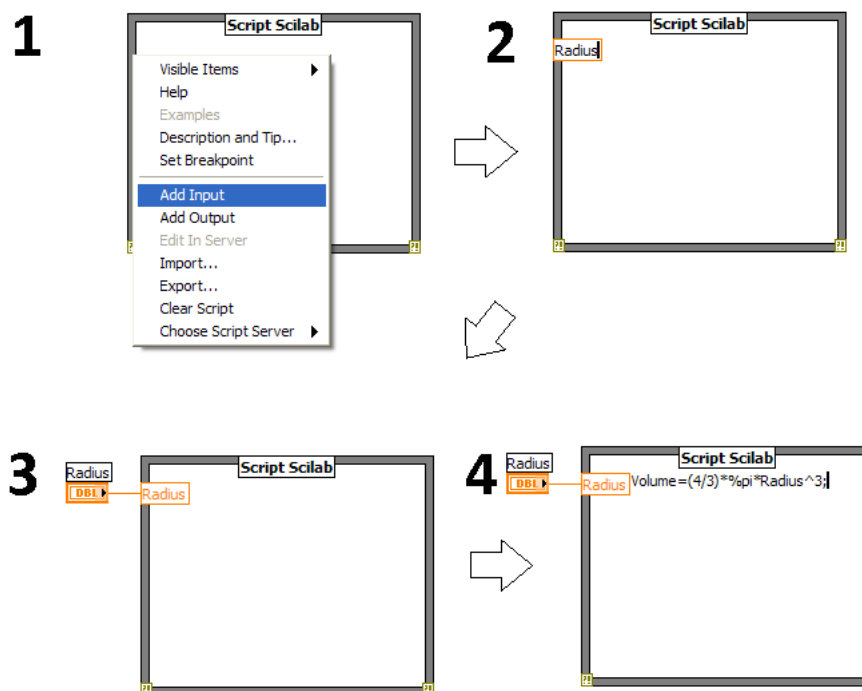 1
Script Scilab
Visible Items
Help
Examples
Description and Tip...
Set Breakpoint
Add Input
Add Output
Edit In Server
Import...
Export...
Clear Script
Choose Script Server
?!
?!
2
Script Scilab
Radius
?!
?!
3
Radius
DBL
Script Scilab
Radius
?!
?!
4
Radius
DBL
Script Scilab
Radius
Volume=(4/3)*%pi*Radius^3;
?!